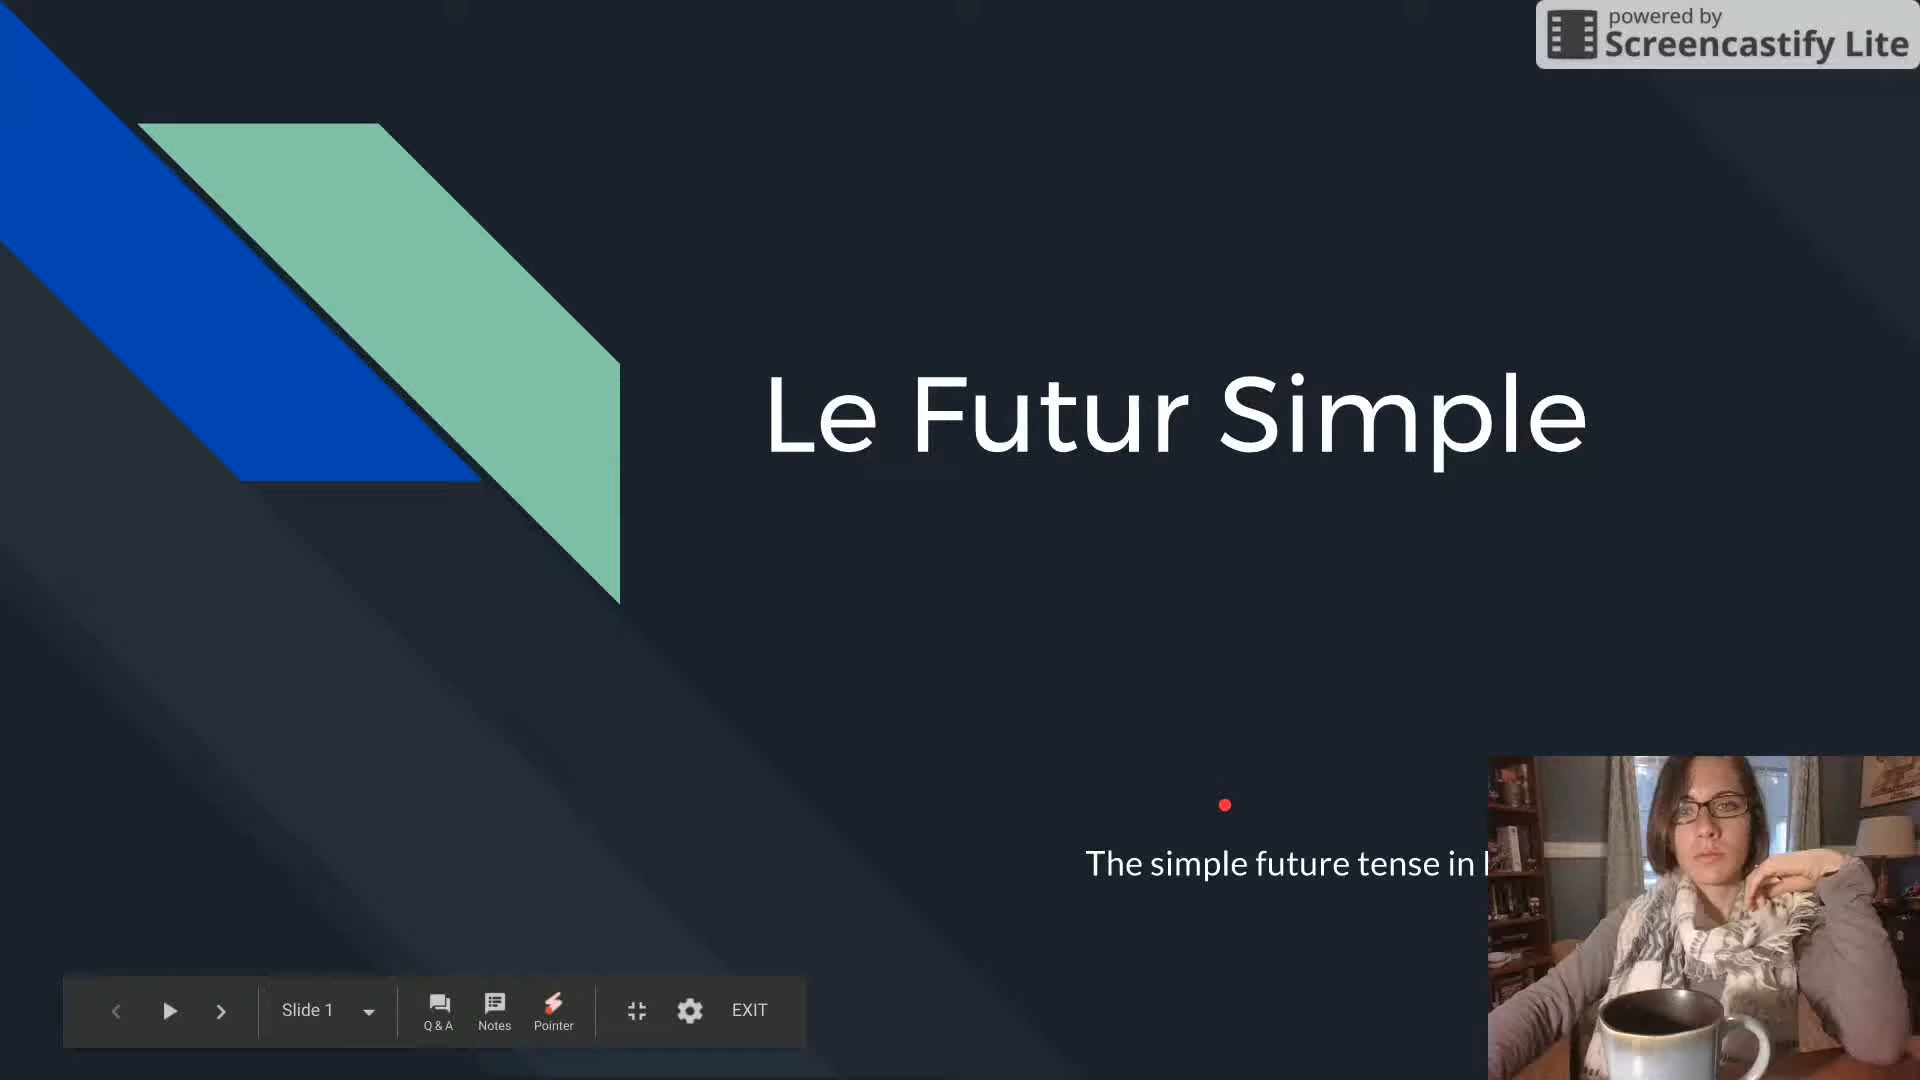 powered by
Screencastify Lite
Le Futur Simple
The simple future tense in
Slide 1
Q & A
Notes
Pointer
EXIT